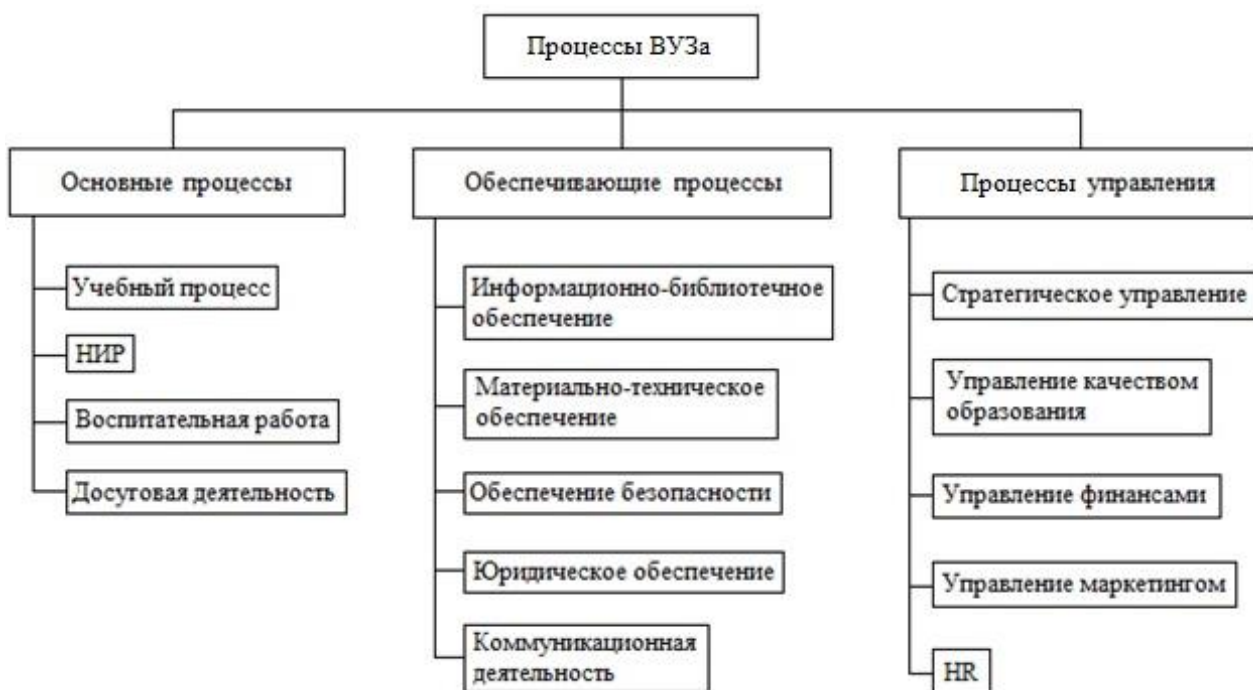 Процессы ВУЗа
Основные процессы
Обеспечивающие процессы
Процессы управления
Учебный процесс
НИР
Воспитательная работа
Досуговая деятельность
Информационно-библиотечное
обеспечение
Материально-техническое
обеспечение
Обеспечение безопасности
Юридическое обеспечение
Коммуникационная
деятельность
Стратегическое управление
Управление качеством
образования
Управление финансами
Управление маркетингом
HR